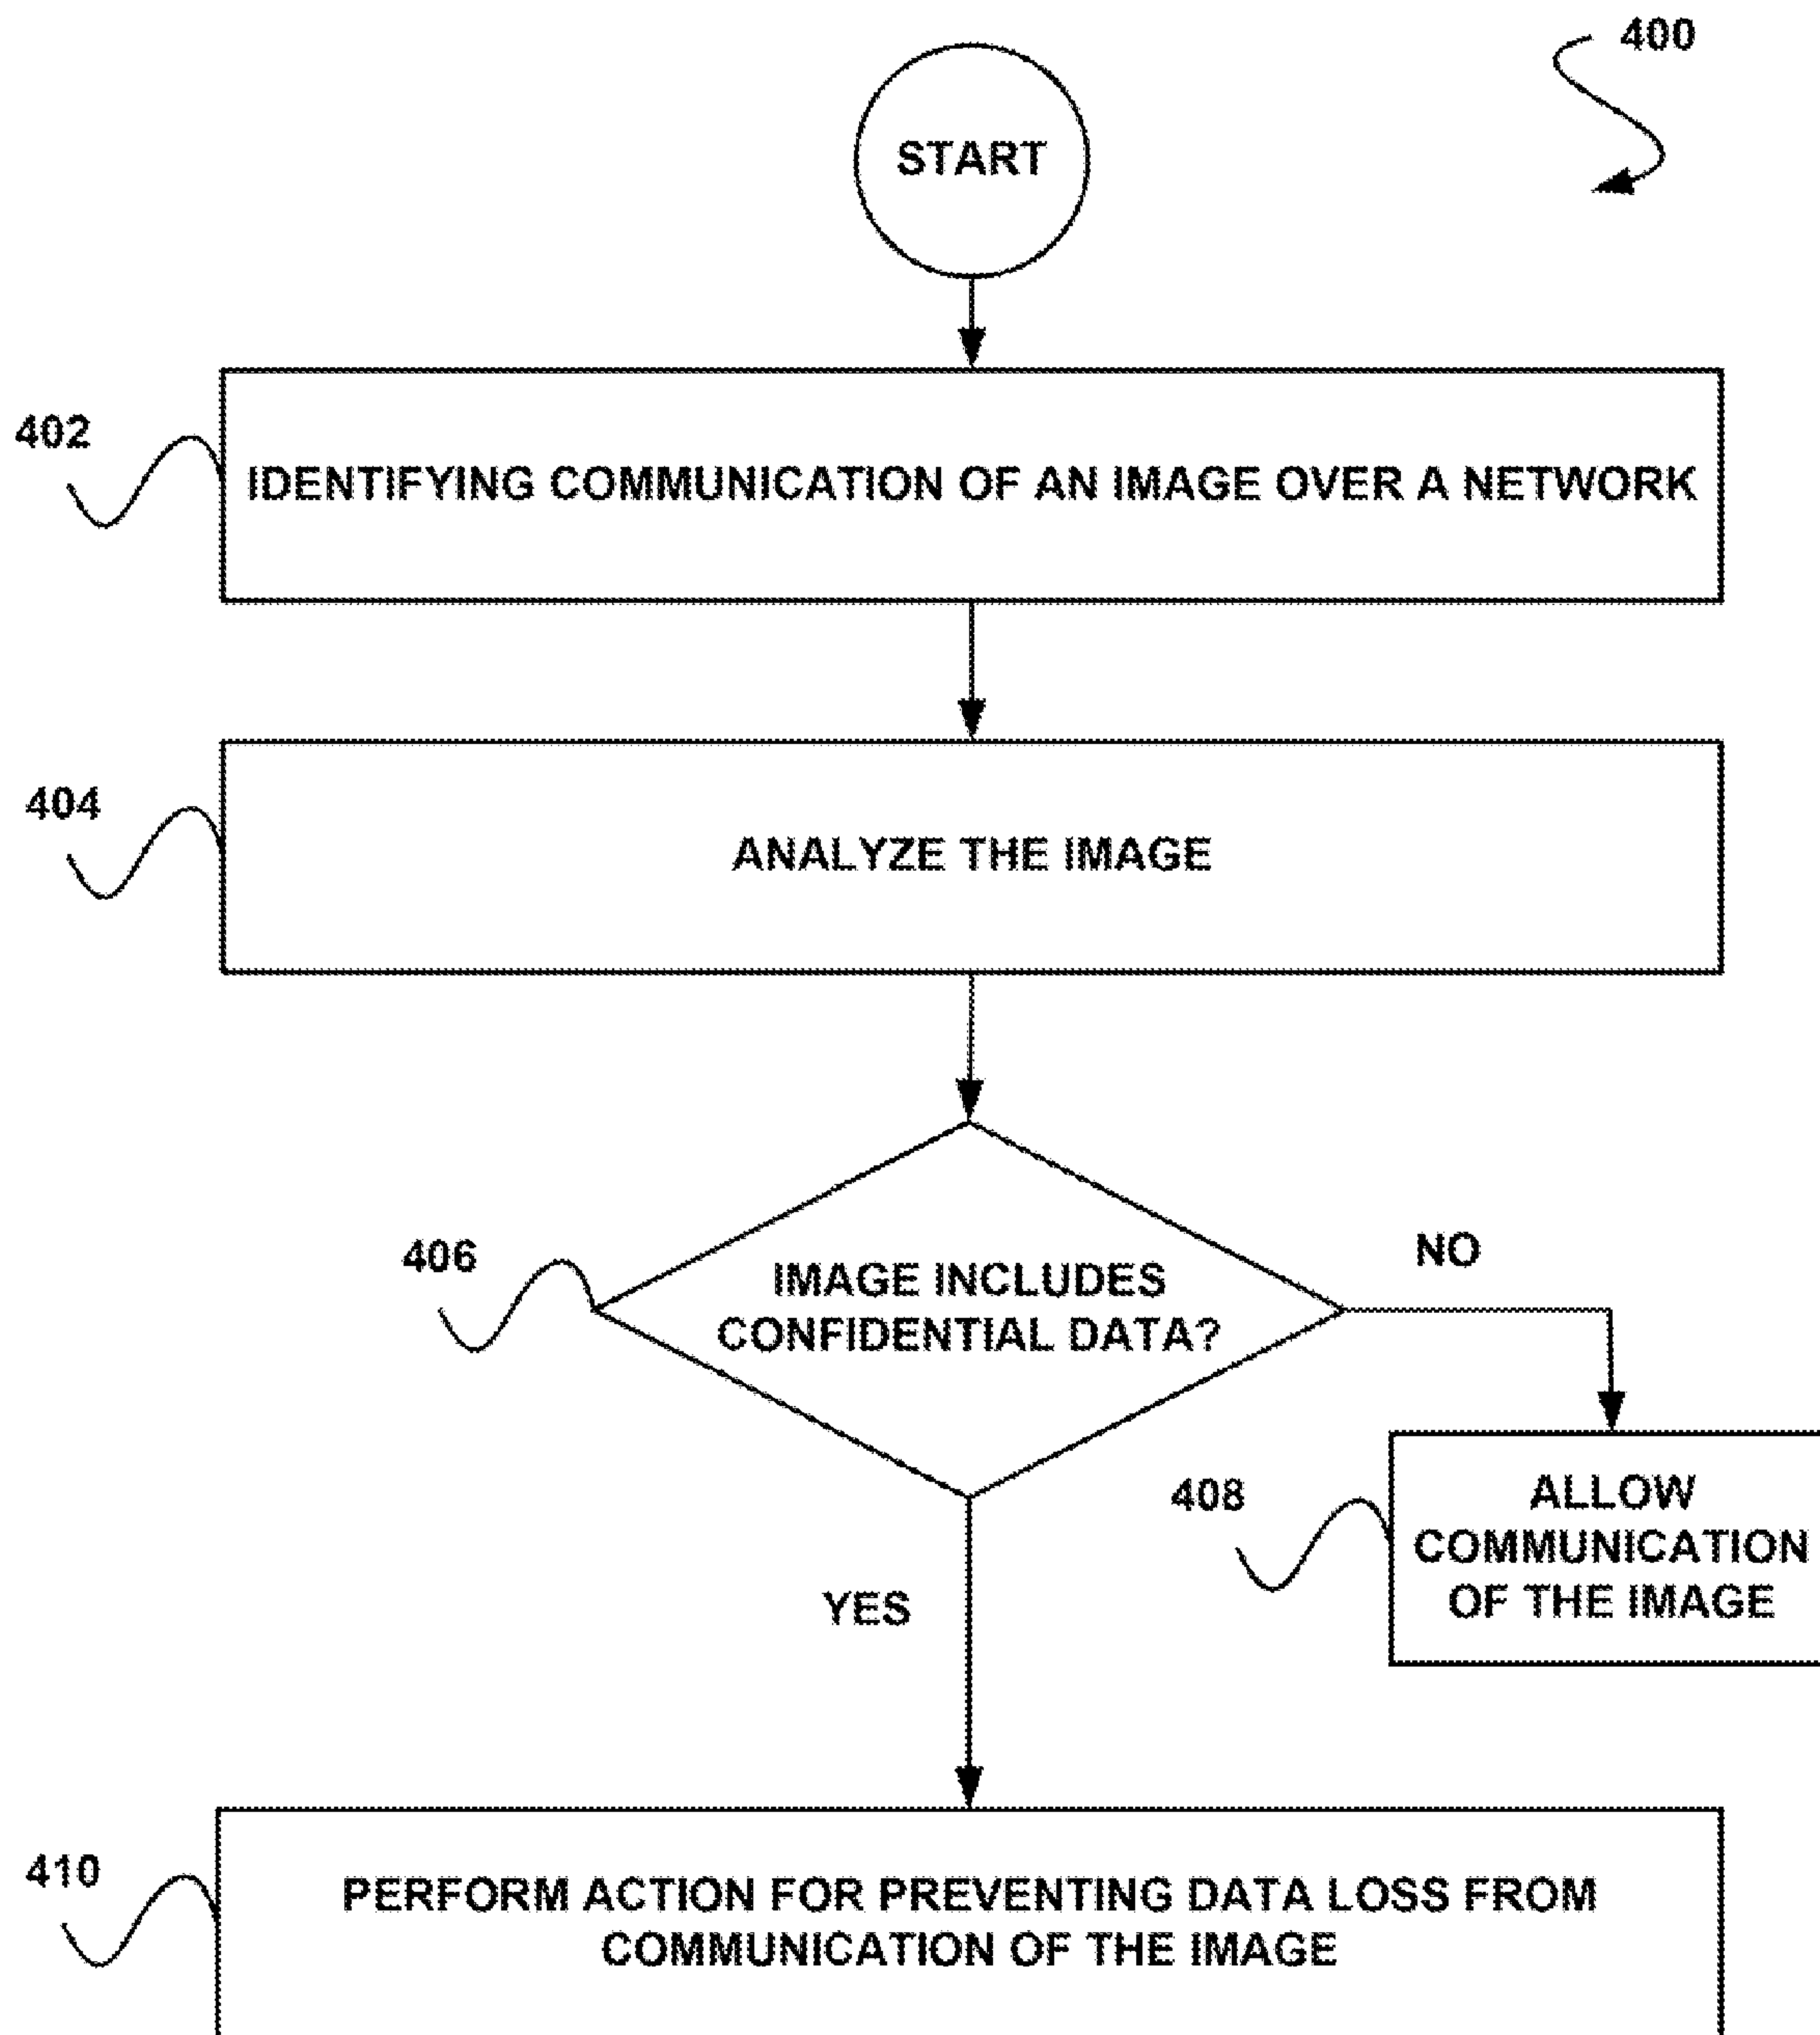 400
START
402
IDENTIFYING COMMUNICATION OF AN IMAGE OVER A NETWORK
404
ANALYZE THE IMAGE
406
IMAGE INCLUDES
CONFIDENTIAL DATA?
NO
408
ALLOW
COMMUNICATION
OF THE IMAGE
YES
410
PERFORM ACTION FOR PREVENTING DATA LOSS FROM
COMMUNICATION OF THE IMAGE